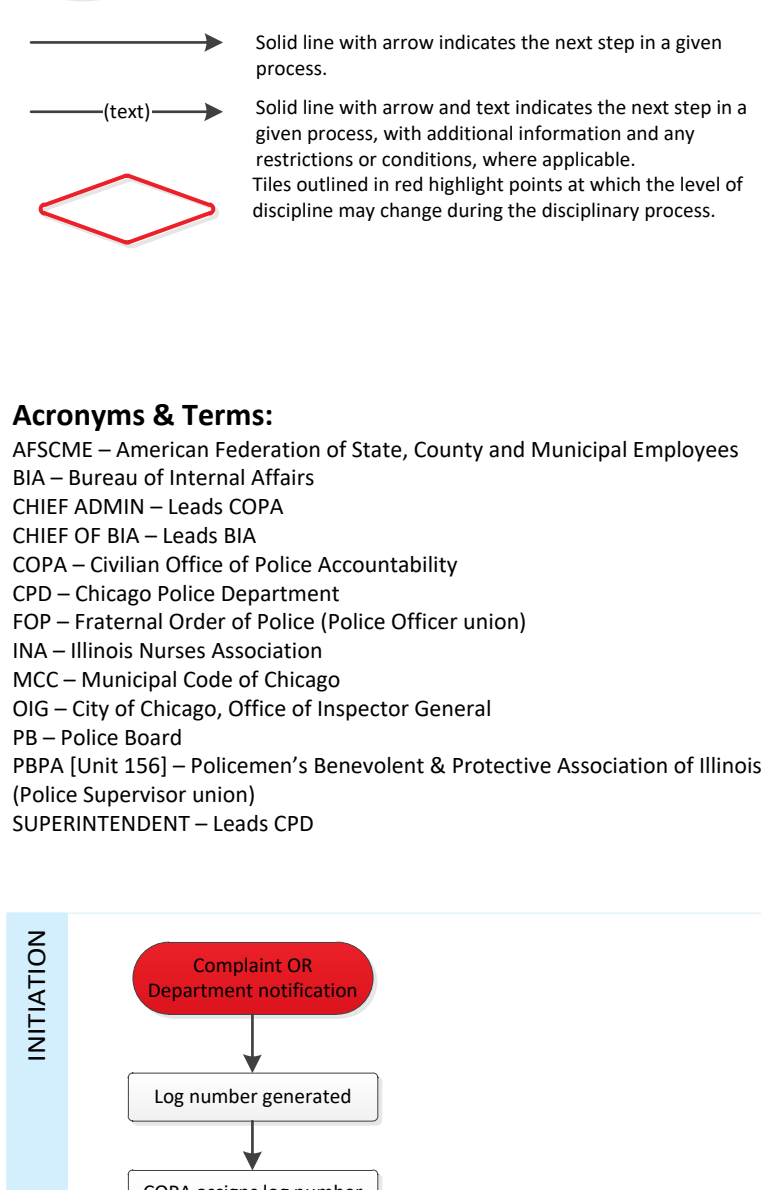 Solid line with arrow indicates the next step in a given
process.
(text)
Solid line with arrow and text indicates the next step in a
given process, with additional information and any
restrictions or conditions, where applicable.
Tiles outlined in red highlight points at which the level of
discipline may change during the disciplinary process.
Acronyms & Terms:
AFSCME – American Federation of State, County and Municipal Employees
BIA – Bureau of Internal Affairs
CHIEF ADMIN – Leads COPA
CHIEF OF BIA – Leads BIA
COPA – Civilian Office of Police Accountability
CPD – Chicago Police Department
FOP – Fraternal Order of Police (Police Officer union)
INA – Illinois Nurses Association
MCC – Municipal Code of Chicago
OIG – City of Chicago, Office of Inspector General
PB – Police Board
PBPA [Unit 156] – Policemen’s Benevolent & Protective Association of Illinois
(Police Supervisor union)
SUPERINTENDENT – Leads CPD
INITIATION
Complaint OR
Department notification
Log number generated
COPA assigns log number